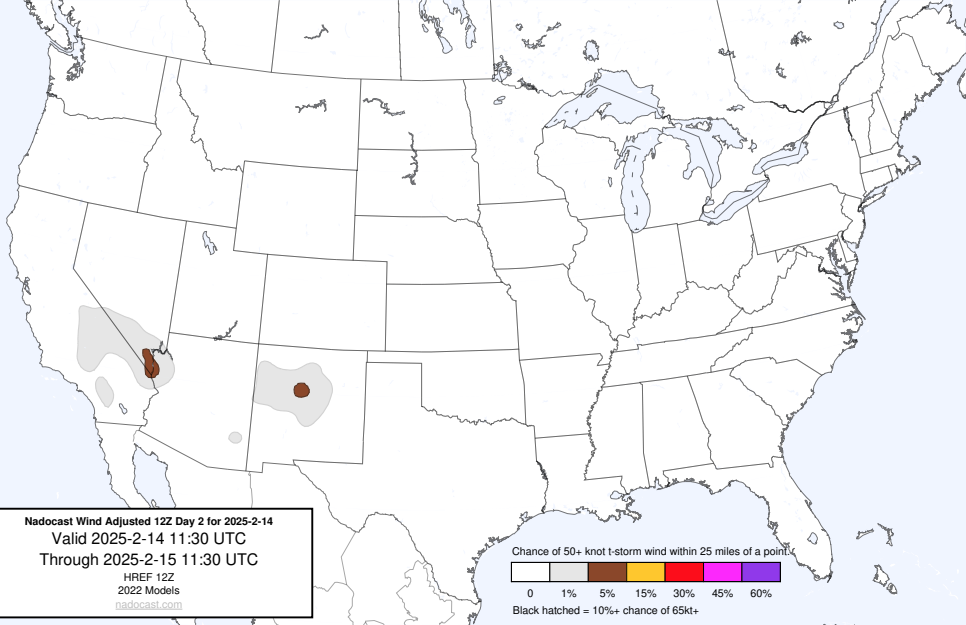 Nadocast Wind Adjusted 12Z Day 2 for 2025-2-14
Valid 2025-2-14 11:30 UTC
Through 2025-2-15 11:30 UTC
HREF 12Z
2022 Models
nadocast.com
Chance of 50+ knot t-storm wind within 25 miles of a point.
0 1% 5% 15% 30% 45% 60%
Black hatched = 10%+ chance of 65kt+